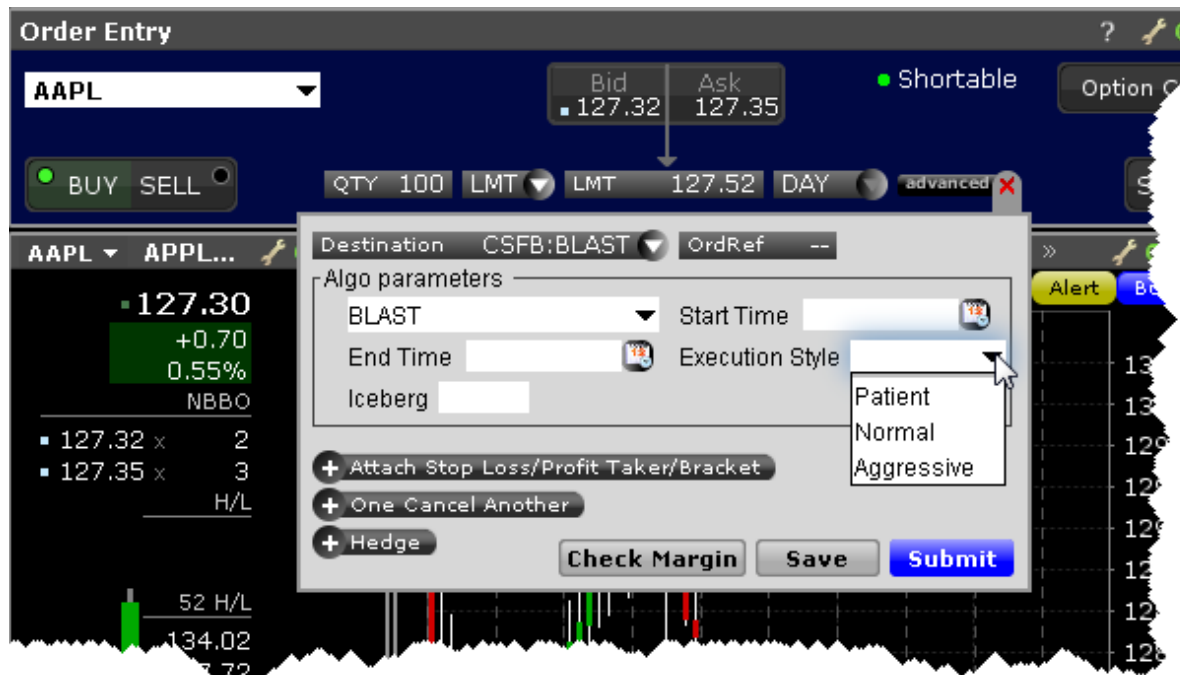 Order Entry ?
AAPL
Bid Ask
127.32 127.35
Shortable
Option
BUY SELL
QTY 100 LMT LMT 127.52 DAY advanced
AAPL APPL...
Destination CSFB:BLAST OrdRef --
Algo parameters
BLAST Start Time
End Time Execution Style
Iceberg
Patient
Normal
Aggressive
Attach Stop Loss/Profit Taker/Bracket
One Cancel Another
Hedge
Check Margin Save Submit
127.30
+0.70
0.55%
NBBO
127.32 x 2
127.35 x 3
H/L
52 H/L
134.02
»
Alert